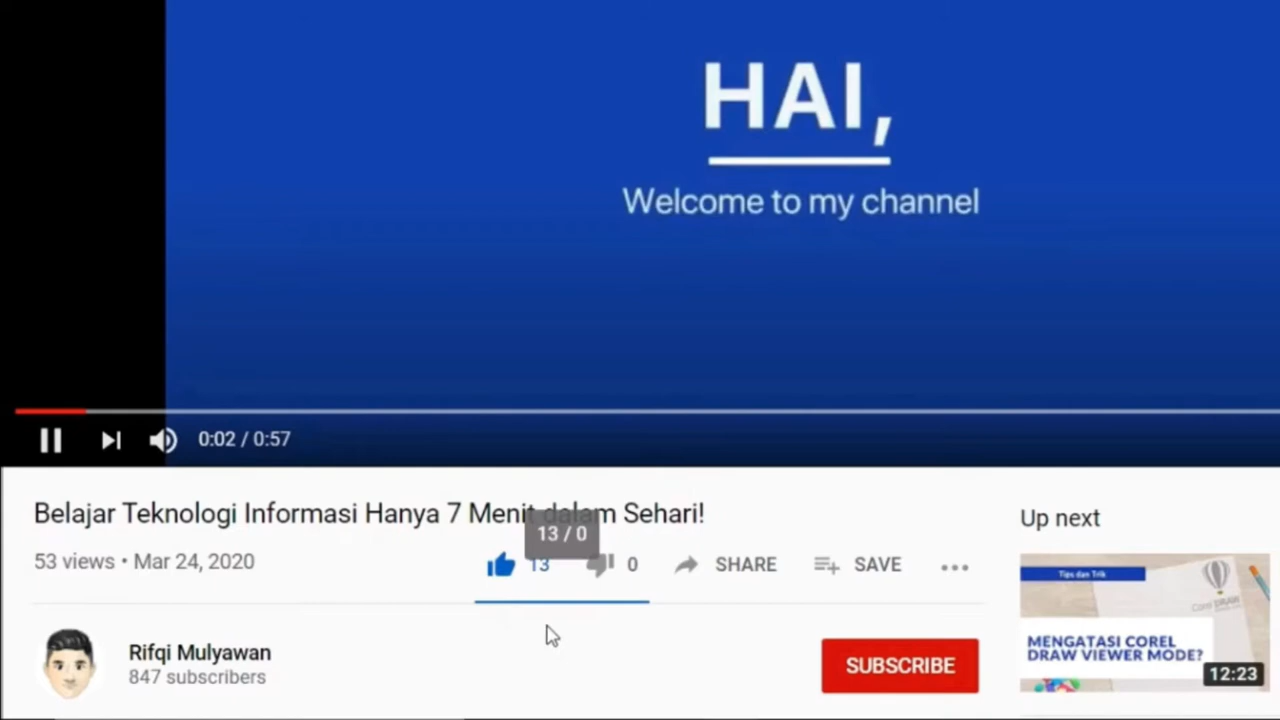 HAI,
Welcome to my channel
0:02 / 0:57
Belajar Teknologi Informasi Hanya 7 Menit dalam Sehari!
13 / 0
53 views • Mar 24, 2020
13
0
SHARE
SAVE
Rifqi Mulyawan
847 subscribers
SUBSCRIBE
Up next
Tips dan Trik
Corel DRAW
MENGATASI COREL
DRAW VIEWER MODE?
12:23